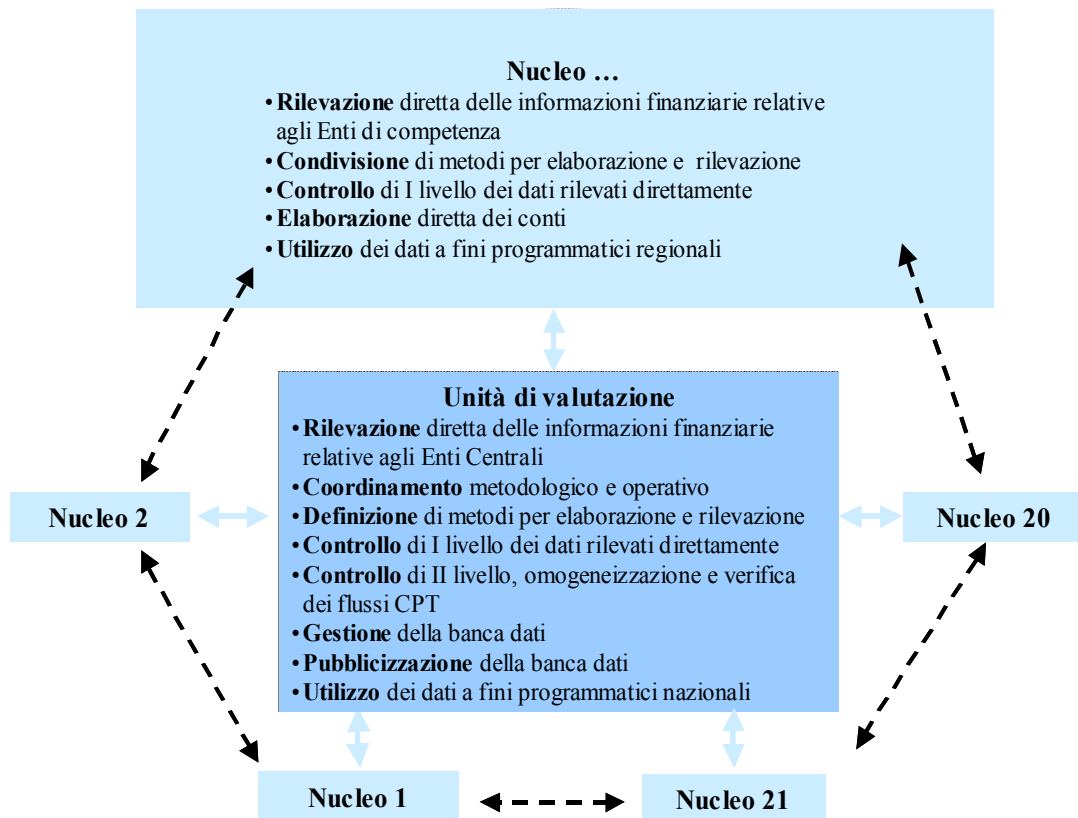 Nucleo …
• Rilevazione diretta delle informazioni finanziarie relative
agli Enti di competenza
• Condivisione di metodi per elaborazione e rilevazione
• Controllo di I livello dei dati rilevati direttamente
• Elaborazione diretta dei conti
• Utilizzo dei dati a fini programmatici regionali
Unità di valutazione
• Rilevazione diretta delle informazioni finanziarie
relative agli Enti Centrali
• Coordinamento metodologico e operativo
• Definizione di metodi per elaborazione e rilevazione
• Controllo di I livello dei dati rilevati direttamente
• Controllo di II livello, omogeneizzazione e verifica
dei flussi CPT
• Gestione della banca dati
• Pubblicizzazione della banca dati
• Utilizzo dei dati a fini programmatici nazionali
Nucleo 2
Nucleo 20
Nucleo 1
Nucleo 21